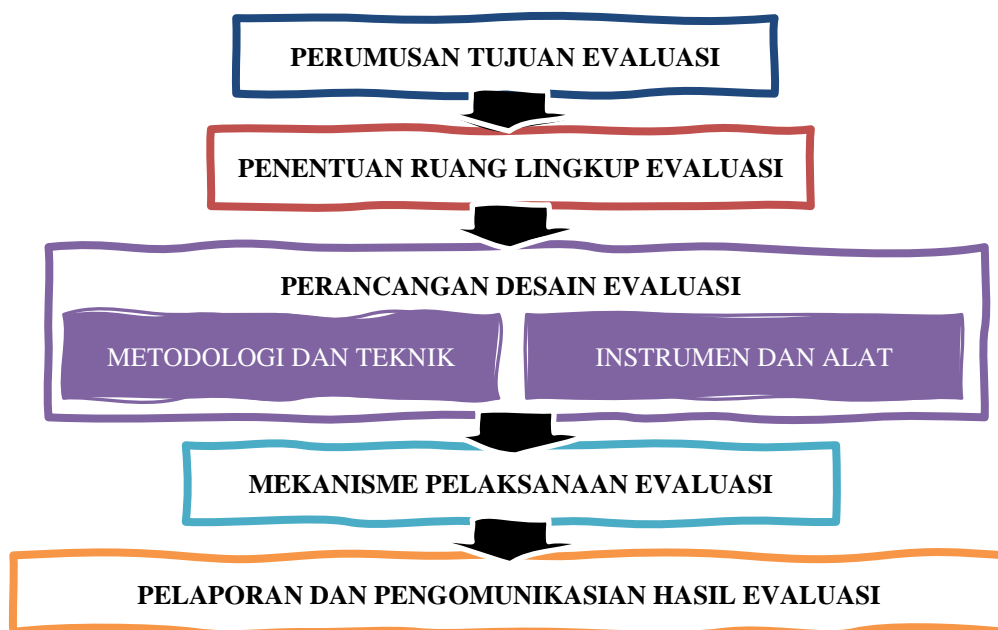 PERUMUSAN TUJUAN EVALUASI
PENENTUAN RUANG LINGKUP EVALUASI
PERANCANGAN DESAIN EVALUASI
METODOLOGI DAN TEKNIK
INSTRUMEN DAN ALAT
MEKANISME PELAKSANAAN EVALUASI
PELAPORAN DAN PENGOMUNIKASIAN HASIL EVALUASI